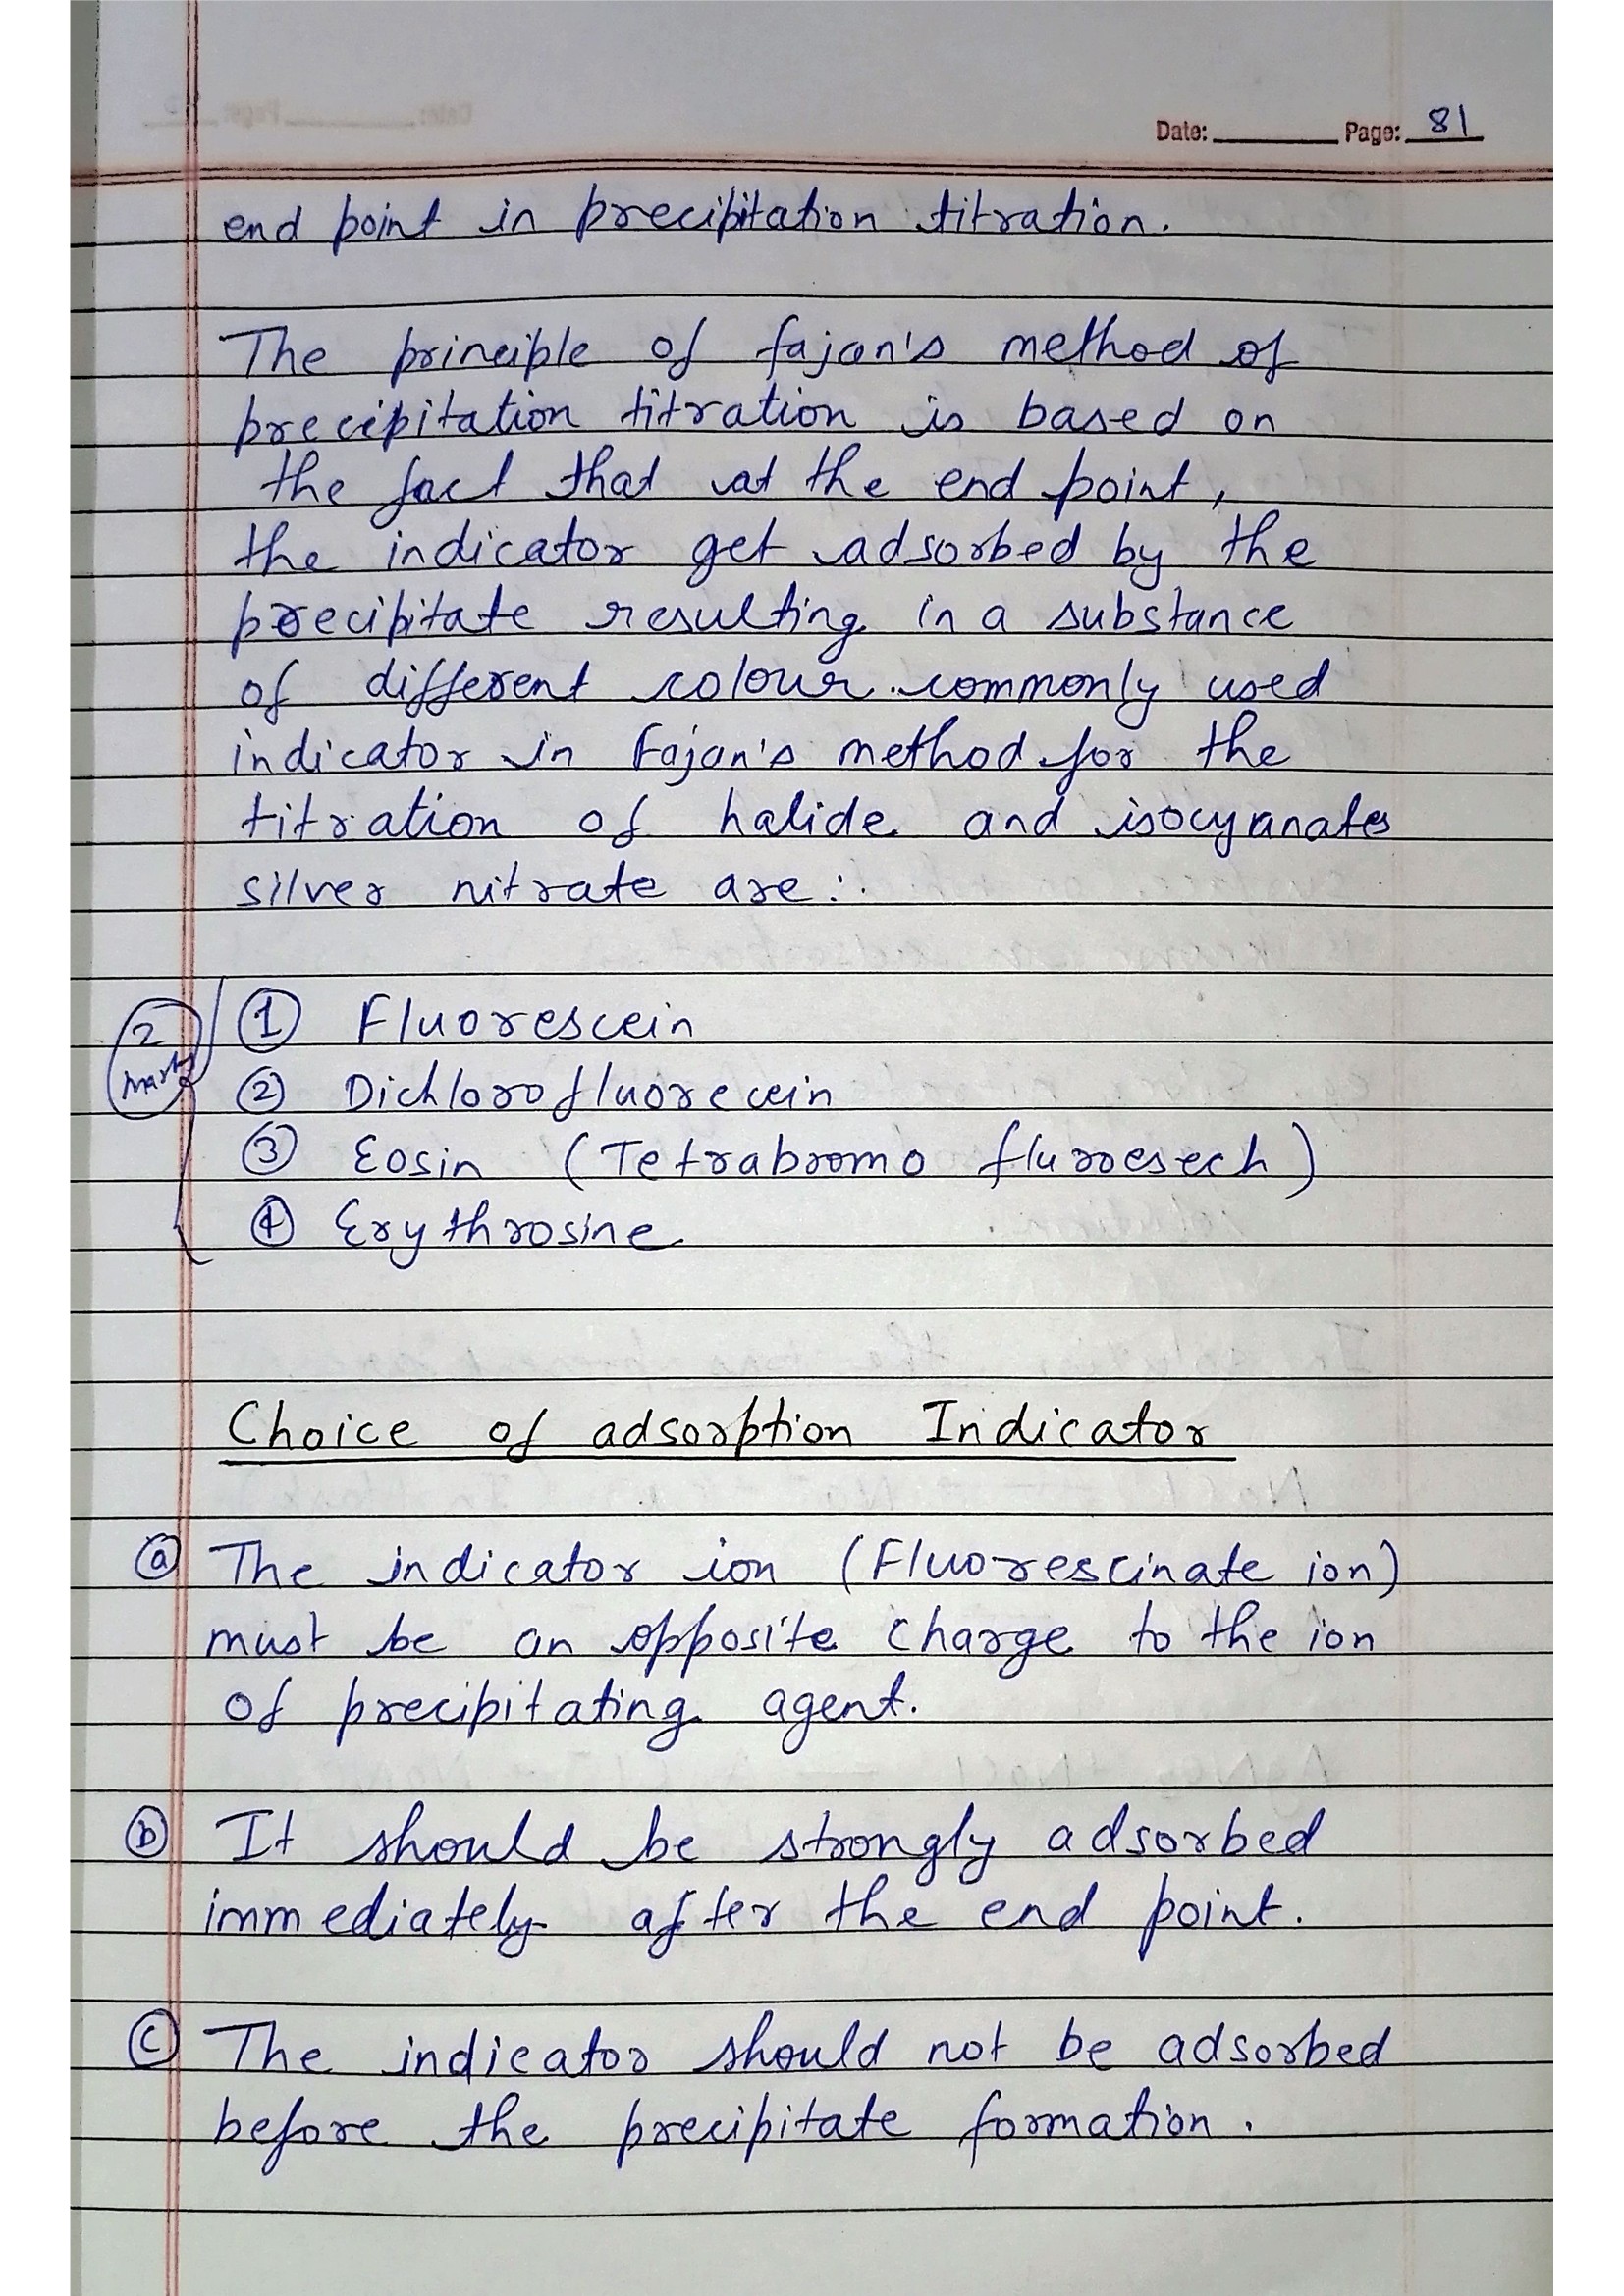 Date: Page: 81
end point in precipitation titration.
The principle of fajan's method of
precipitation titration is based on
the fact that at the end point,
the indicator get adsorbed by the
precipitate resulting in a substance
of different colour. commonly used
indicator in Fajan's method for the
titration of halide and isocyanates
silver nitrate are :.
2 mark
① Fluorescein
② Dichlorofluorecein
③ Eosin (Tetrabromo flurroesech)
④ Erythrosine
Choice of adsorption Indicator
ⓐ The indicator ion (Fluorescinate ion)
must be an opposite charge to the ion
of precipitating agent.
ⓑ It should be strongly adsorbed
immediately after the end point.
ⓒ The indicator should not be adsorbed
before the precipitate formation.